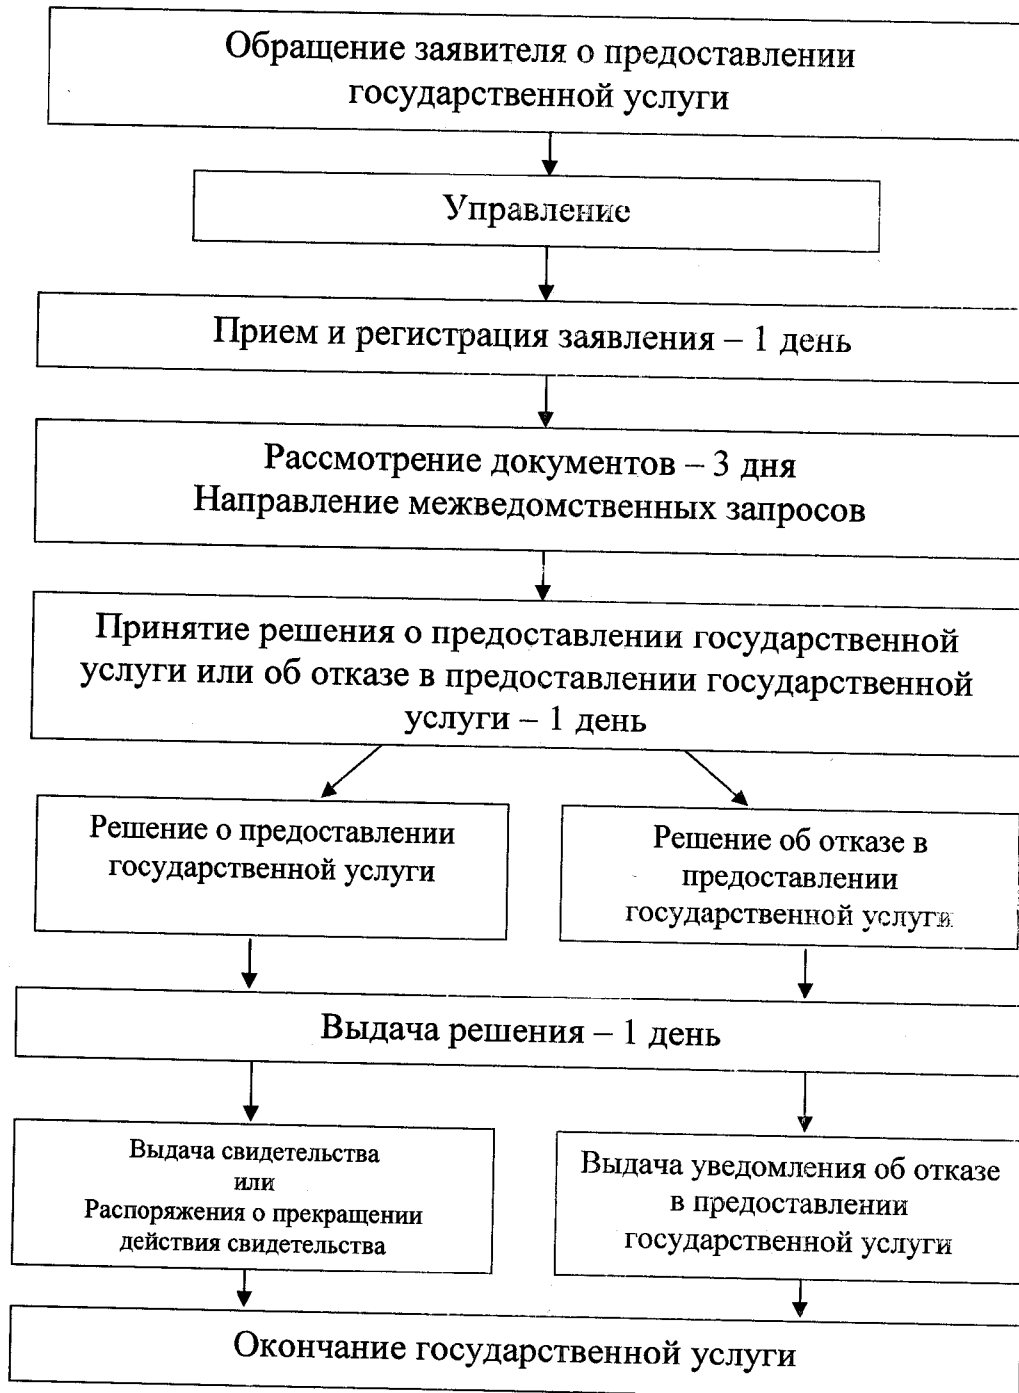 Обращение заявителя о предоставлении
государственной услуги
Управление
Прием и регистрация заявления – 1 день
Рассмотрение документов – 3 дня
Направление межведомственных запросов
Принятие решения о предоставлении государственной
услуги или об отказе в предоставлении государственной
услуги – 1 день
Решение о предоставлении
государственной услуги
Решение об отказе в
предоставлении
государственной услуги
Выдача решения – 1 день
Выдача свидетельства
или
Распоряжения о прекращении
действия свидетельства
Выдача уведомления об отказе
в предоставлении
государственной услуги
Окончание государственной услуги